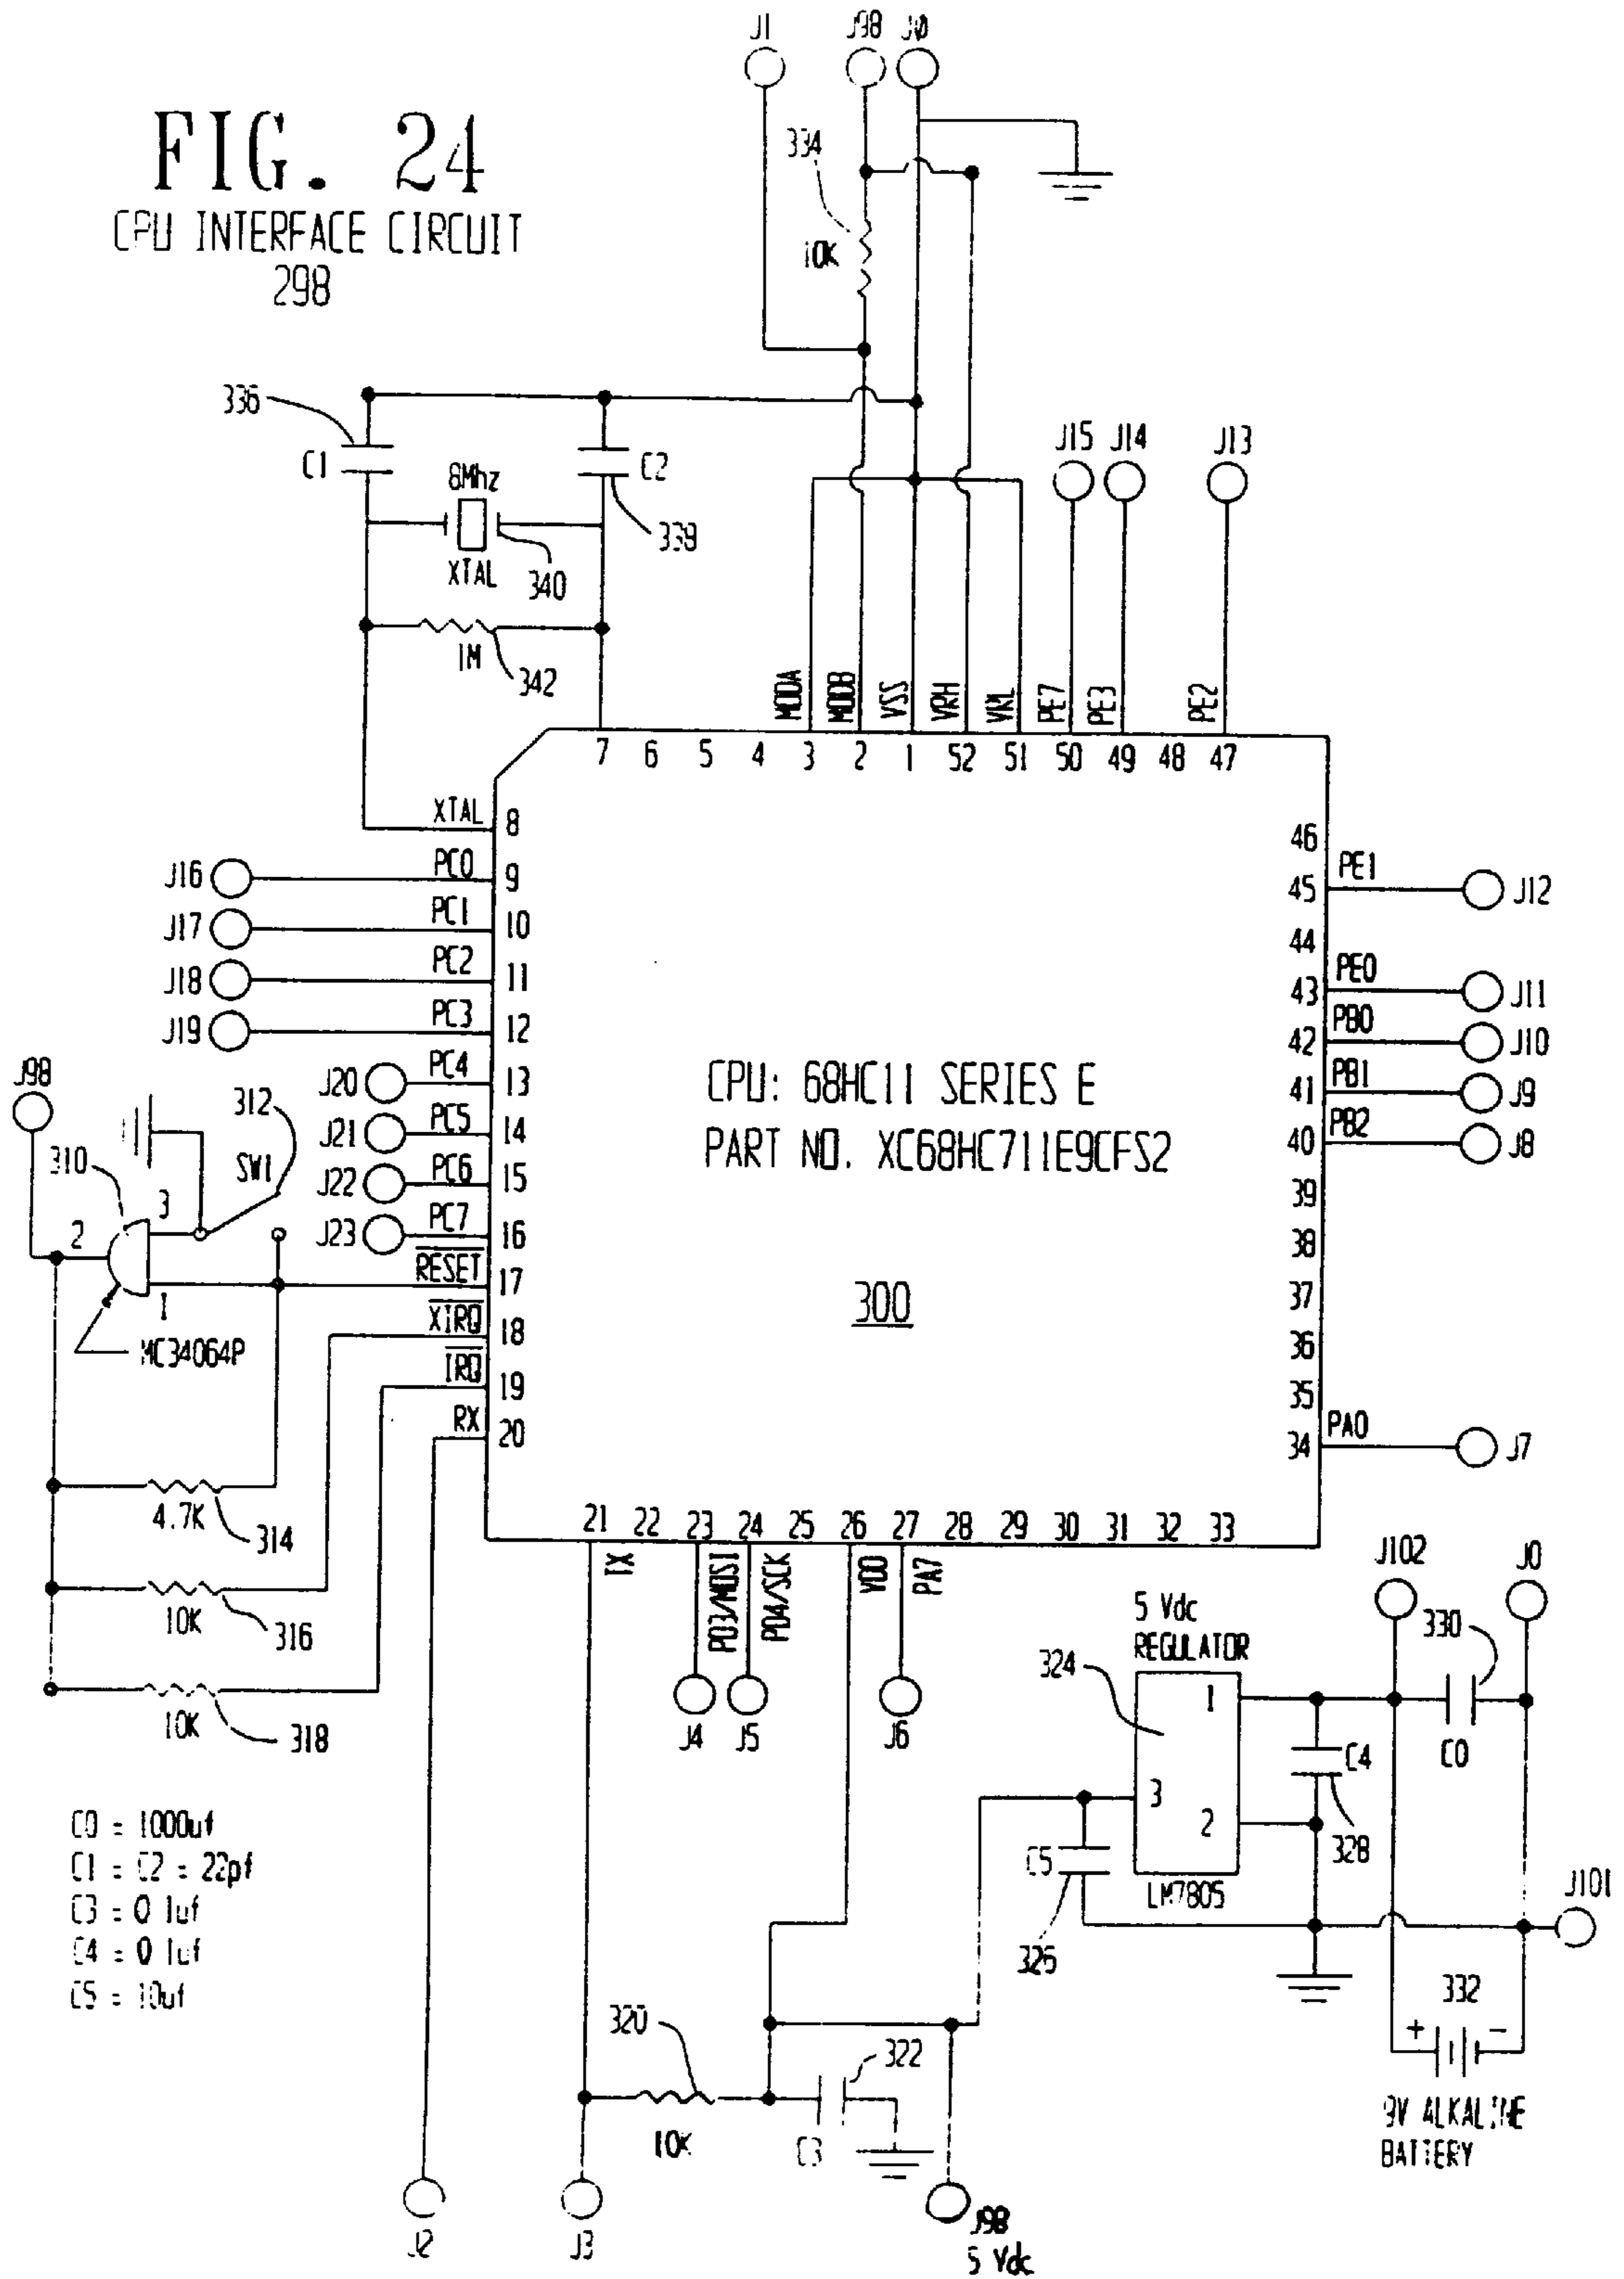 J1 J98 J0
FIG. 24
CPU INTERFACE CIRCUIT
298
334
10K
336
C1
C2
8Mhz
338
XTAL
340
1M
342
J15 J14 J13
MODA MODB VSS VRH VRL PE7 PE3 PE2
7 6 5 4 3 2 1 52 51 50 49 48 47
XTAL 8
J16 PC0 9
J17 PC1 10
J18 PC2 11
J19 PC3 12
J20 PC4 13
J21 PC5 14
J22 PC6 15
J23 PC7 16
RESET 17
XIRQ 18
IRQ 19
RX 20
46
45 PE1 J12
44
43 PE0 J11
42 PB0 J10
41 PB1 J9
40 PB2 J8
39
38
37
36
35
34 PA0 J7
CPU: 68HC11 SERIES E
PART NO. XC68HC711E9CFS2
300
J98
312
310
SW1
3
2
1
MC34064P
4.7K
314
10K
316
10K
318
21 22 23 24 25 26 27 28 29 30 31 32 33
TX PD3/MOSI PD4/SCK VDD PA7
J4 J5 J6
J102 J0
5 Vdc
REGULATOR
330
324
1
3
2
C4
C0
328
C5
LM7805
326
J101
332
+ -
9V ALKALINE
BATTERY
C0 = 1000uf
C1 = C2 = 22pf
C3 = 0.1uf
C4 = 0.1uf
C5 = 10uf
320
322
10K
C3
J2 J3
J98
5 Vdc